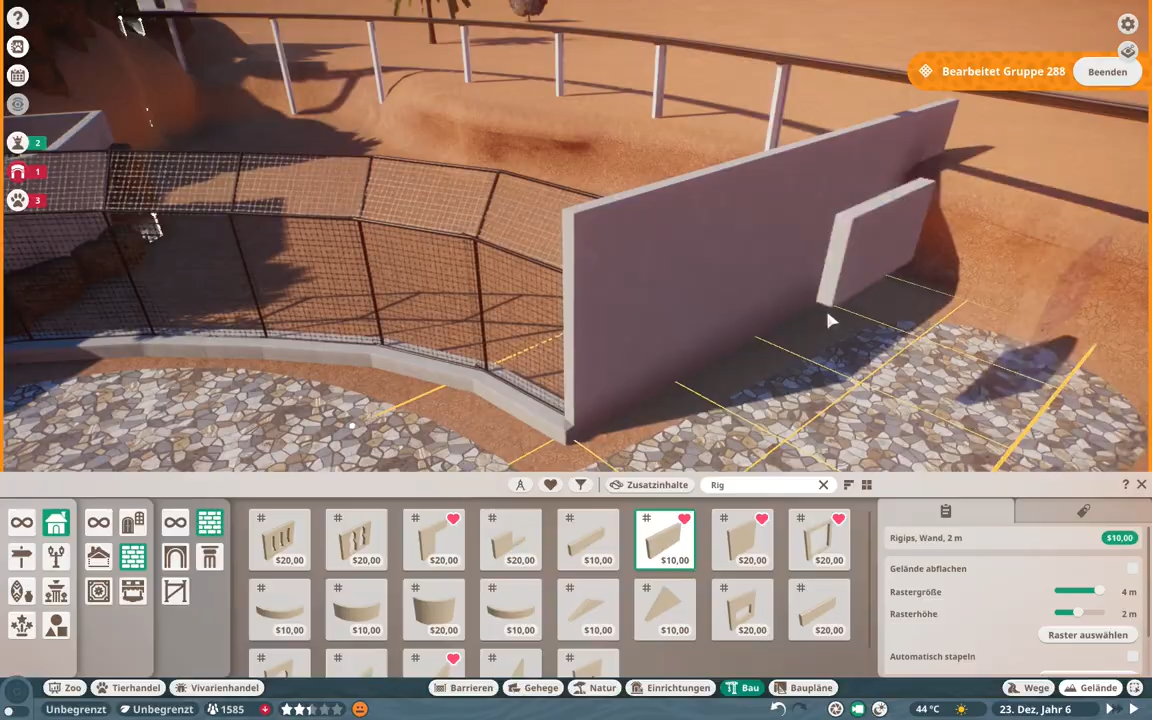 ?
Bearbeitet Gruppe 288
Beenden
2
1
3
Zusatzinhalte
Rig
?
$20,00
$20,00
$20,00
$20,00
$10,00
$10,00
$20,00
$20,00
$10,00
$10,00
$20,00
$10,00
$10,00
$10,00
$20,00
$20,00
Rigips, Wand, 2 m
$10,00
Gelände abflachen
Rastergröße
4 m
Rasterhöhe
2 m
Raster auswählen
Automatisch stapeln
Zoo
Tierhandel
Vivarienhandel
Barrieren
Gehege
Natur
Einrichtungen
Bau
Baupläne
Wege
Gelände
Unbegrenzt
Unbegrenzt
1585
44 °C
23. Dez, Jahr 6